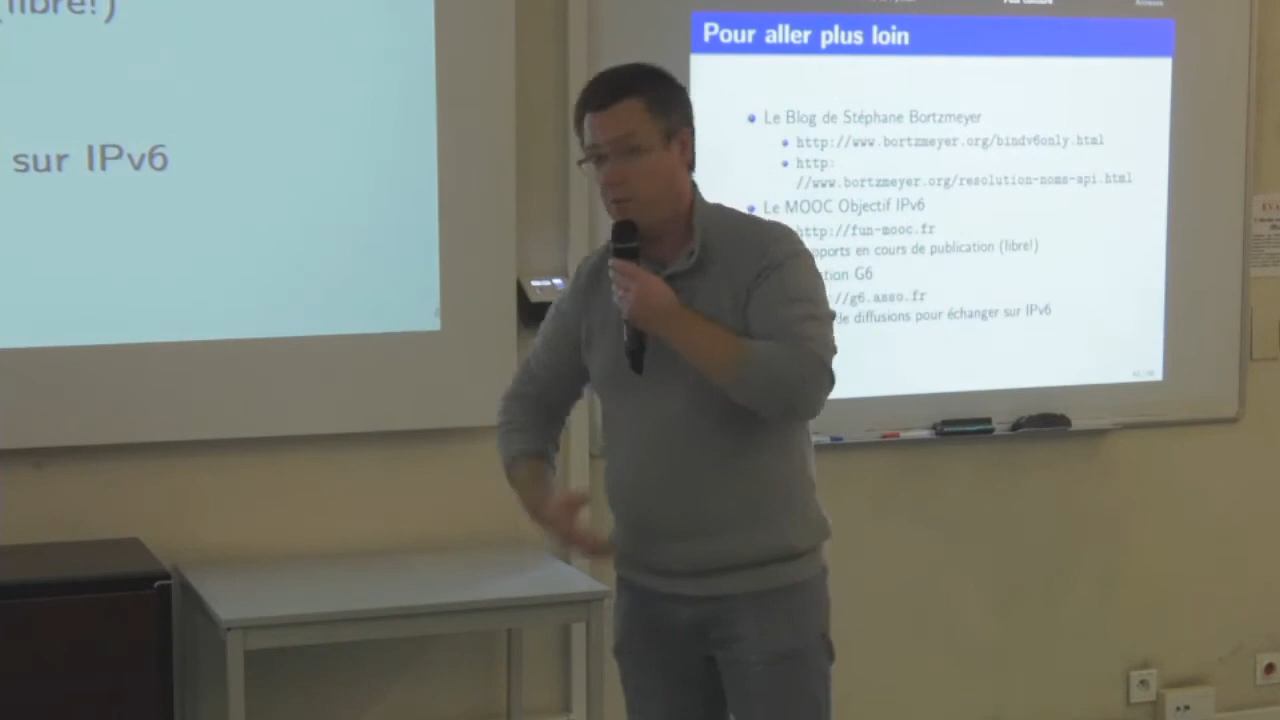 (libre!)
sur IPv6
Pour aller plus loin
Le Blog de Stéphane Bortzmeyer
http://www.bortzmeyer.org/bindv6only.html
http:
//www.bortzmeyer.org/resolution-noms-api.html
Le MOOC Objectif IPv6
http://fun-mooc.fr
pports en cours de publication (libre!)
tion G6
://g6.asso.fr
de diffusions pour échanger sur IPv6